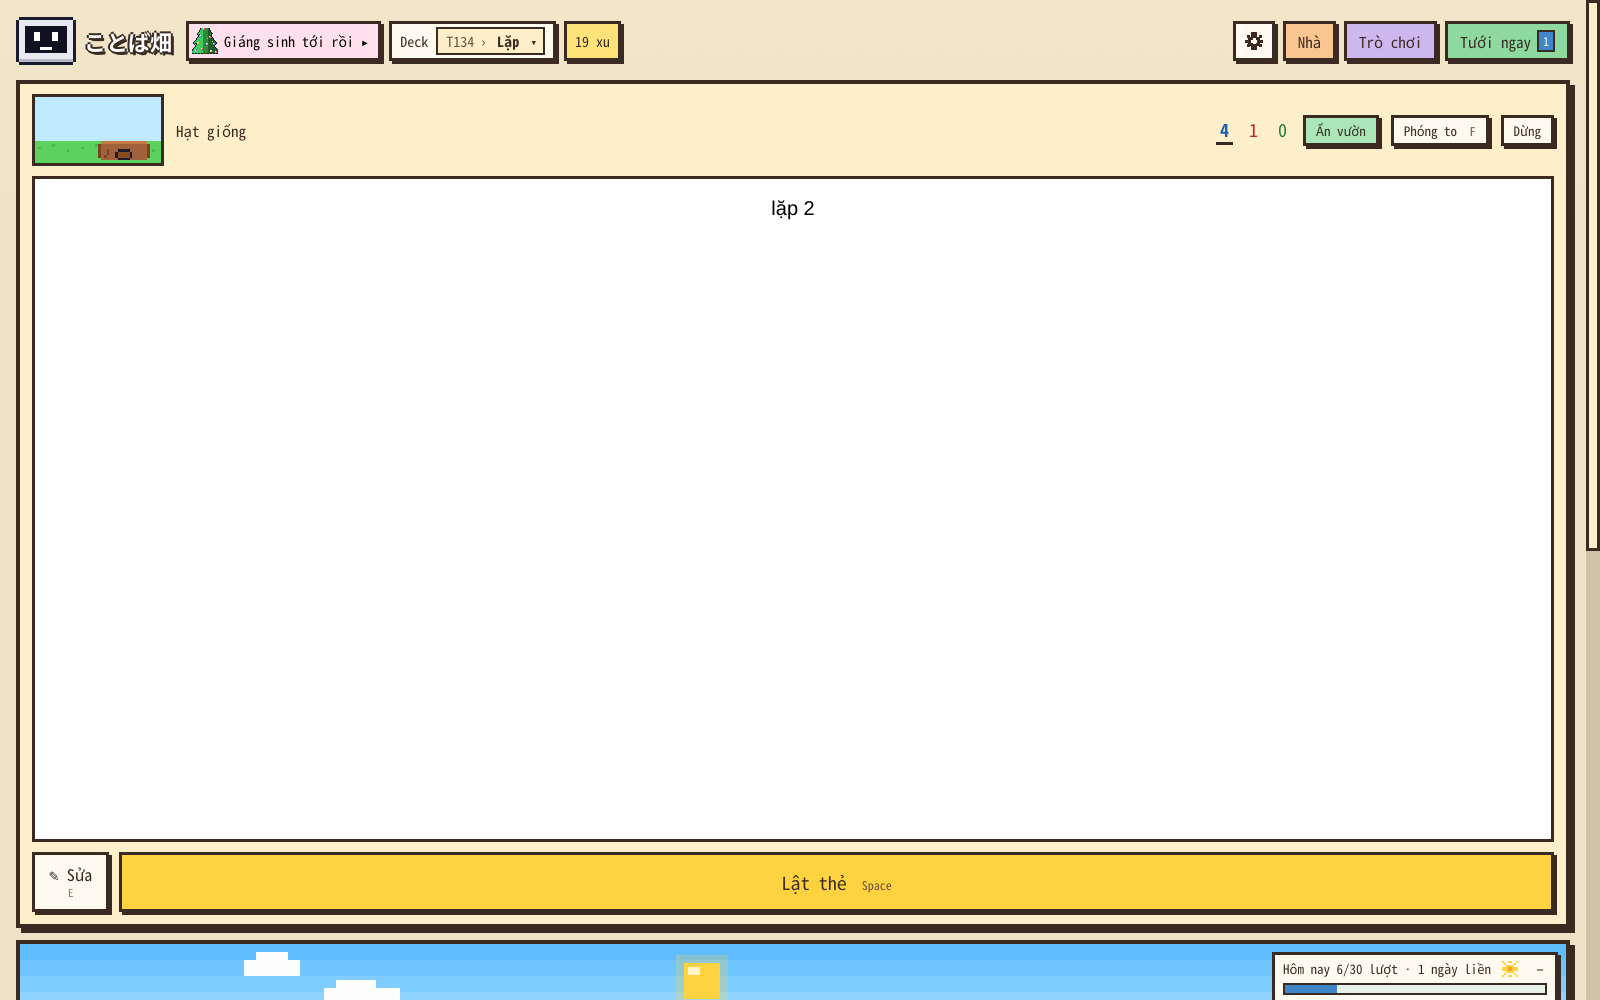 ことば畑
Giáng sinh tới rồi ▸
Deck T134 › Lặp ▾
19 xu
Nhà
Trò chơi
Tưới ngay 1
Hạt giống
4 1 0
Ẩn vườn
Phóng to F
Dừng
lặp 2
✎ Sửa
E
Lật thẻ Space
Hôm nay 6/30 lượt · 1 ngày liền −